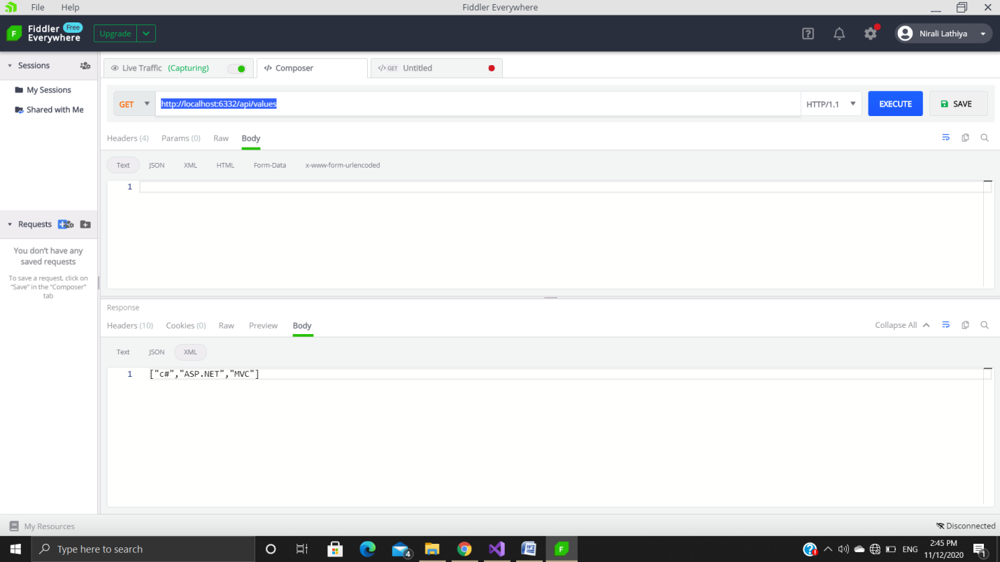 File Help Fiddler Everywhere
Fiddler Everywhere Free Upgrade Nirali Lathiya
Sessions
My Sessions
Shared with Me
Requests
You don't have any
saved requests
To save a request, click on
"Save" in the "Composer"
tab
Live Traffic (Capturing) Composer GET Untitled
GET http://localhost:6332/api/values HTTP/1.1 EXECUTE SAVE
Headers (4) Params (0) Raw Body
Text JSON XML HTML Form-Data x-www-form-urlencoded
1
Response
Headers (10) Cookies (0) Raw Preview Body Collapse All
Text JSON XML
1 ["c#","ASP.NET","MVC"]
My Resources Disconnected
Type here to search 4 ENG 2:45 PM
11/12/2020 1